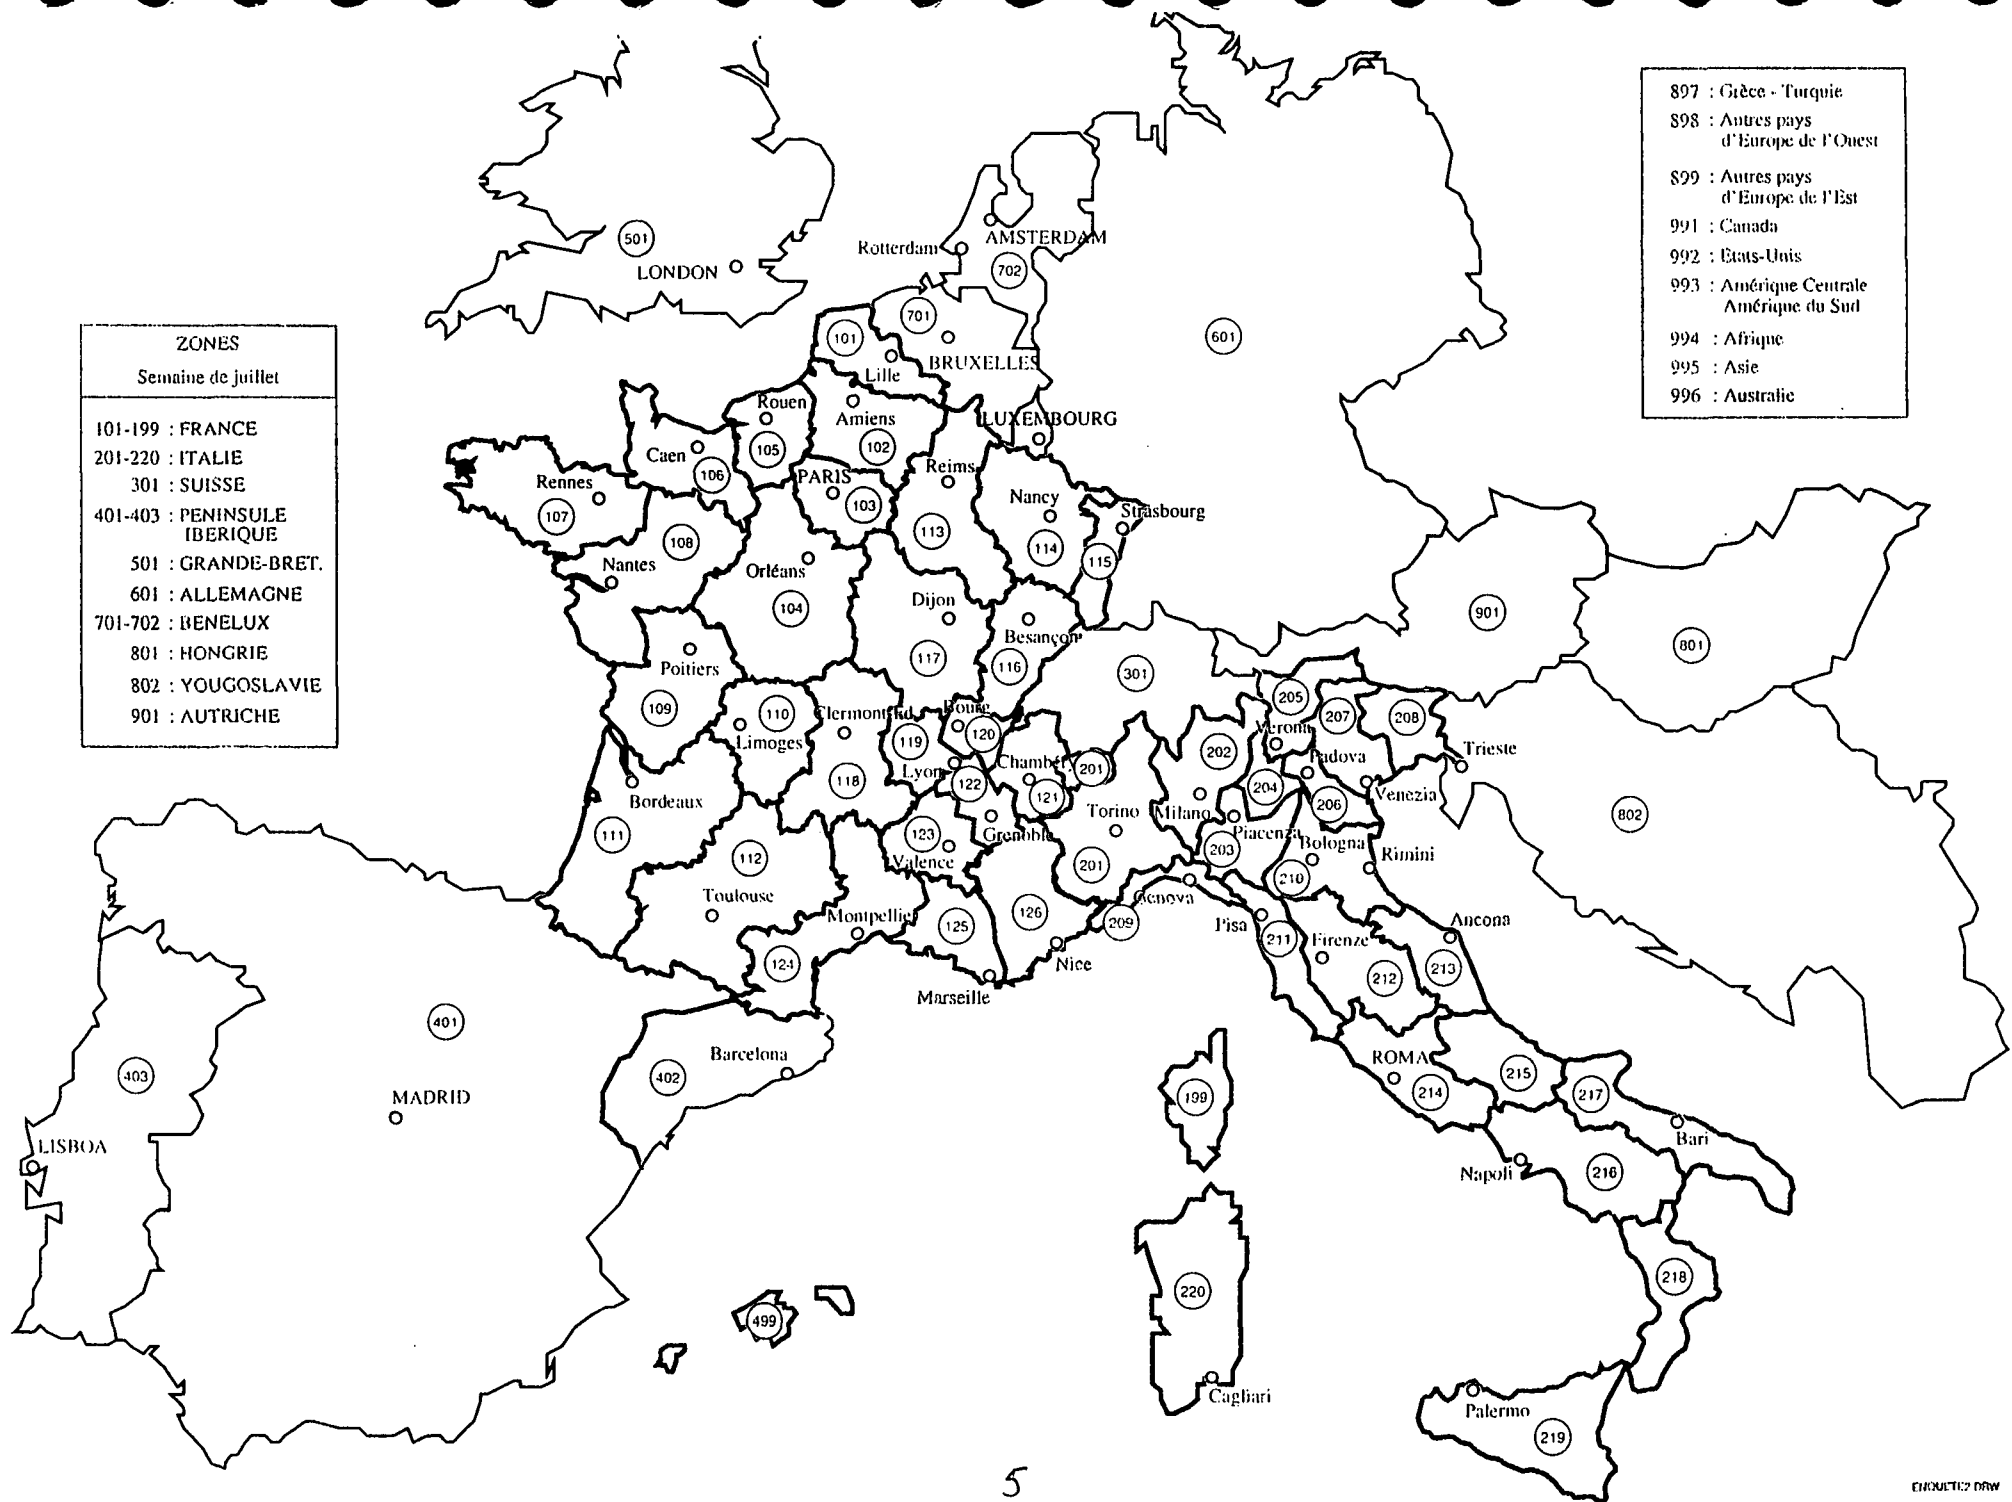 ZONES
Semaine de juillet
101-199 : FRANCE
201-220 : ITALIE
301 : SUISSE
401-403 : PENINSULE
IBERIQUE
501 : GRANDE-BRET.
601 : ALLEMAGNE
701-702 : BENELUX
801 : HONGRIE
802 : YOUGOSLAVIE
901 : AUTRICHE
897 : Grèce - Turquie
898 : Autres pays
d'Europe de l'Ouest
899 : Autres pays
d'Europe de l'Est
991 : Canada
992 : Etats-Unis
993 : Amérique Centrale
Amérique du Sud
994 : Afrique
995 : Asie
996 : Australie
501
LONDON
Rotterdam
AMSTERDAM
702
701
BRUXELLES
601
101
Lille
LUXEMBOURG
Rouen
105
Amiens
102
Caen
106
Reims
113
PARIS
103
Rennes
107
108
Nantes
Nancy
114
Strasbourg
115
Orléans
104
Dijon
117
Besançon
116
Poitiers
109
110
Limoges
Clermont-Fd
118
119
Bourg
120
Lyon
122
Chambéry
121
201
Grenoble
123
Valence
Bordeaux
111
112
Toulouse
Montpellier
124
125
Marseille
126
Nice
301
901
801
802
205
207
208
Verona
202
Padova
Trieste
204
206
Venezia
Milano
Torino
201
Piacenza
203
Bologna
210
Rimini
Genova
209
Pisa
211
Firenze
212
Ancona
213
ROMA
214
215
217
Bari
Napoli
216
218
Palermo
219
199
220
Cagliari
401
MADRID
402
Barcelona
403
LISBOA
499
5
ENQUETE2.DRW